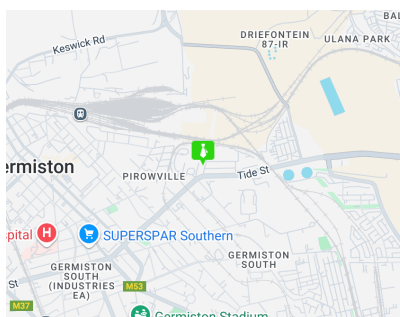 BAL
DRIEFONTEIN
87-IR
ULANA PARK
Keswick Rd
ermiston
PIROWVILLE
Tide St
pital
H
SUPERSPAR Southern
GERMISTON
SOUTH
GERMISTON
SOUTH
(INDUSTRIES
EA)
St
M53
M37
Germiston Stadium